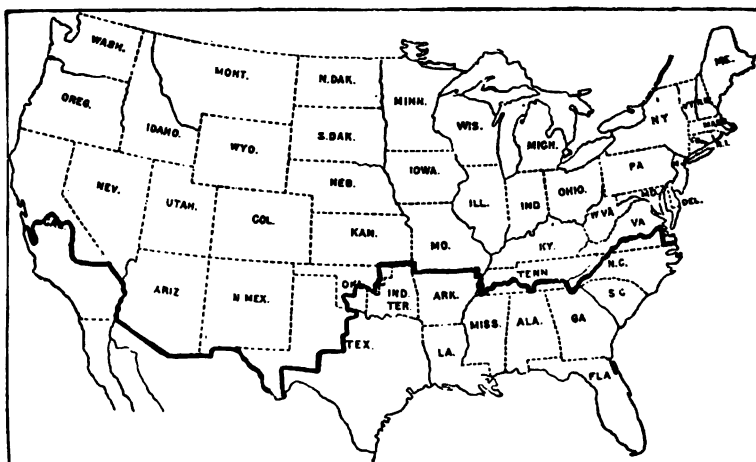 WASH.
MONT.
N.DAK.
MINN.
ME.
OREG.
IDAHO.
WYO.
S.DAK.
WIS.
MICH.
NY
NEV.
UTAH.
COL.
NEB.
IOWA.
ILL.
IND
OHIO.
PA
MD.
DEL.
KAN.
MO.
KY.
W VA
VA
ARIZ
N MEX.
IND.
TER.
ARK.
TENN
N.C.
S C
TEX.
LA.
MISS.
ALA.
GA
FLA
R.I.